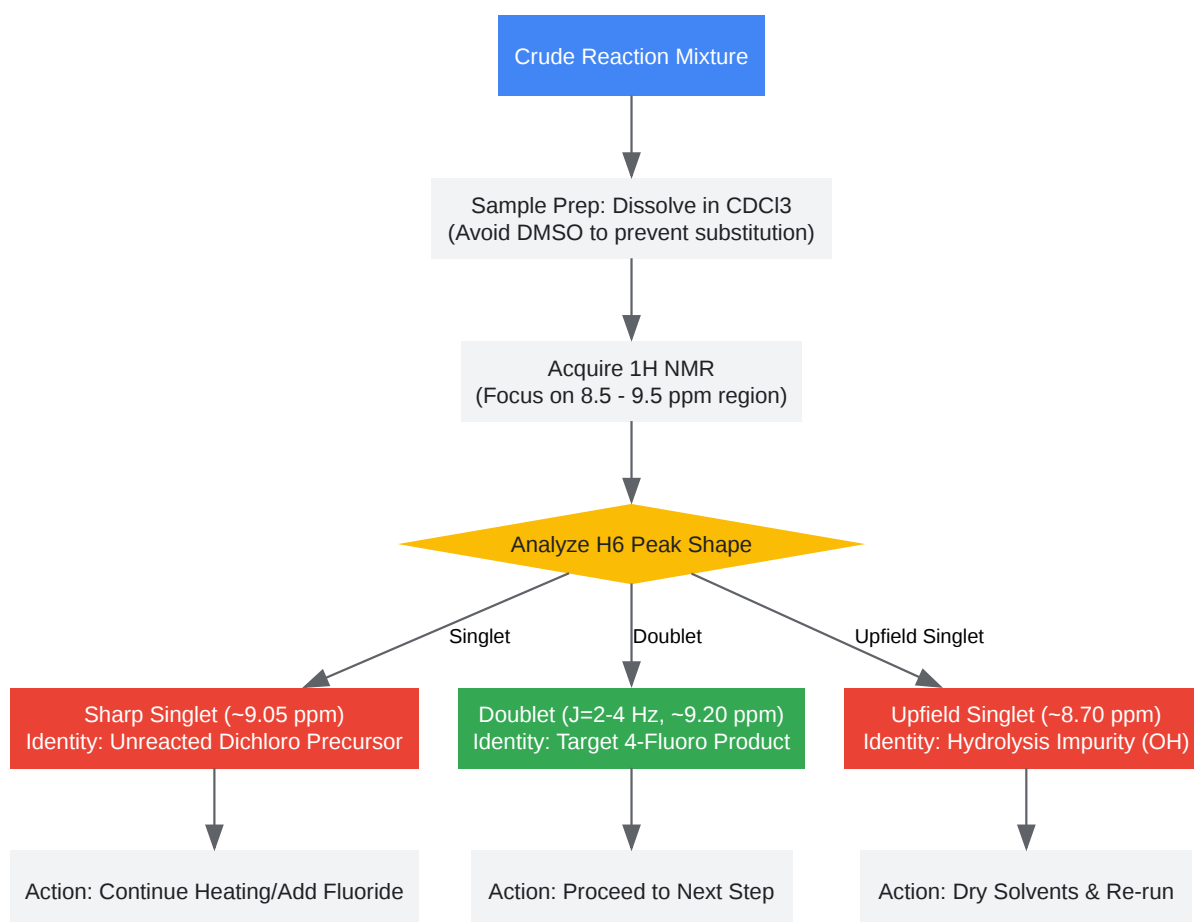 Crude Reaction Mixture
Sample Prep: Dissolve in CDCl3
(Avoid DMSO to prevent substitution)
Acquire 1H NMR
(Focus on 8.5 - 9.5 ppm region)
Analyze H6 Peak Shape
Singlet
Doublet
Upfield Singlet
Sharp Singlet (~9.05 ppm)
Identity: Unreacted Dichloro Precursor
Doublet (J=2-4 Hz, ~9.20 ppm)
Identity: Target 4-Fluoro Product
Upfield Singlet (~8.70 ppm)
Identity: Hydrolysis Impurity (OH)
Action: Continue Heating/Add Fluoride
Action: Proceed to Next Step
Action: Dry Solvents & Re-run